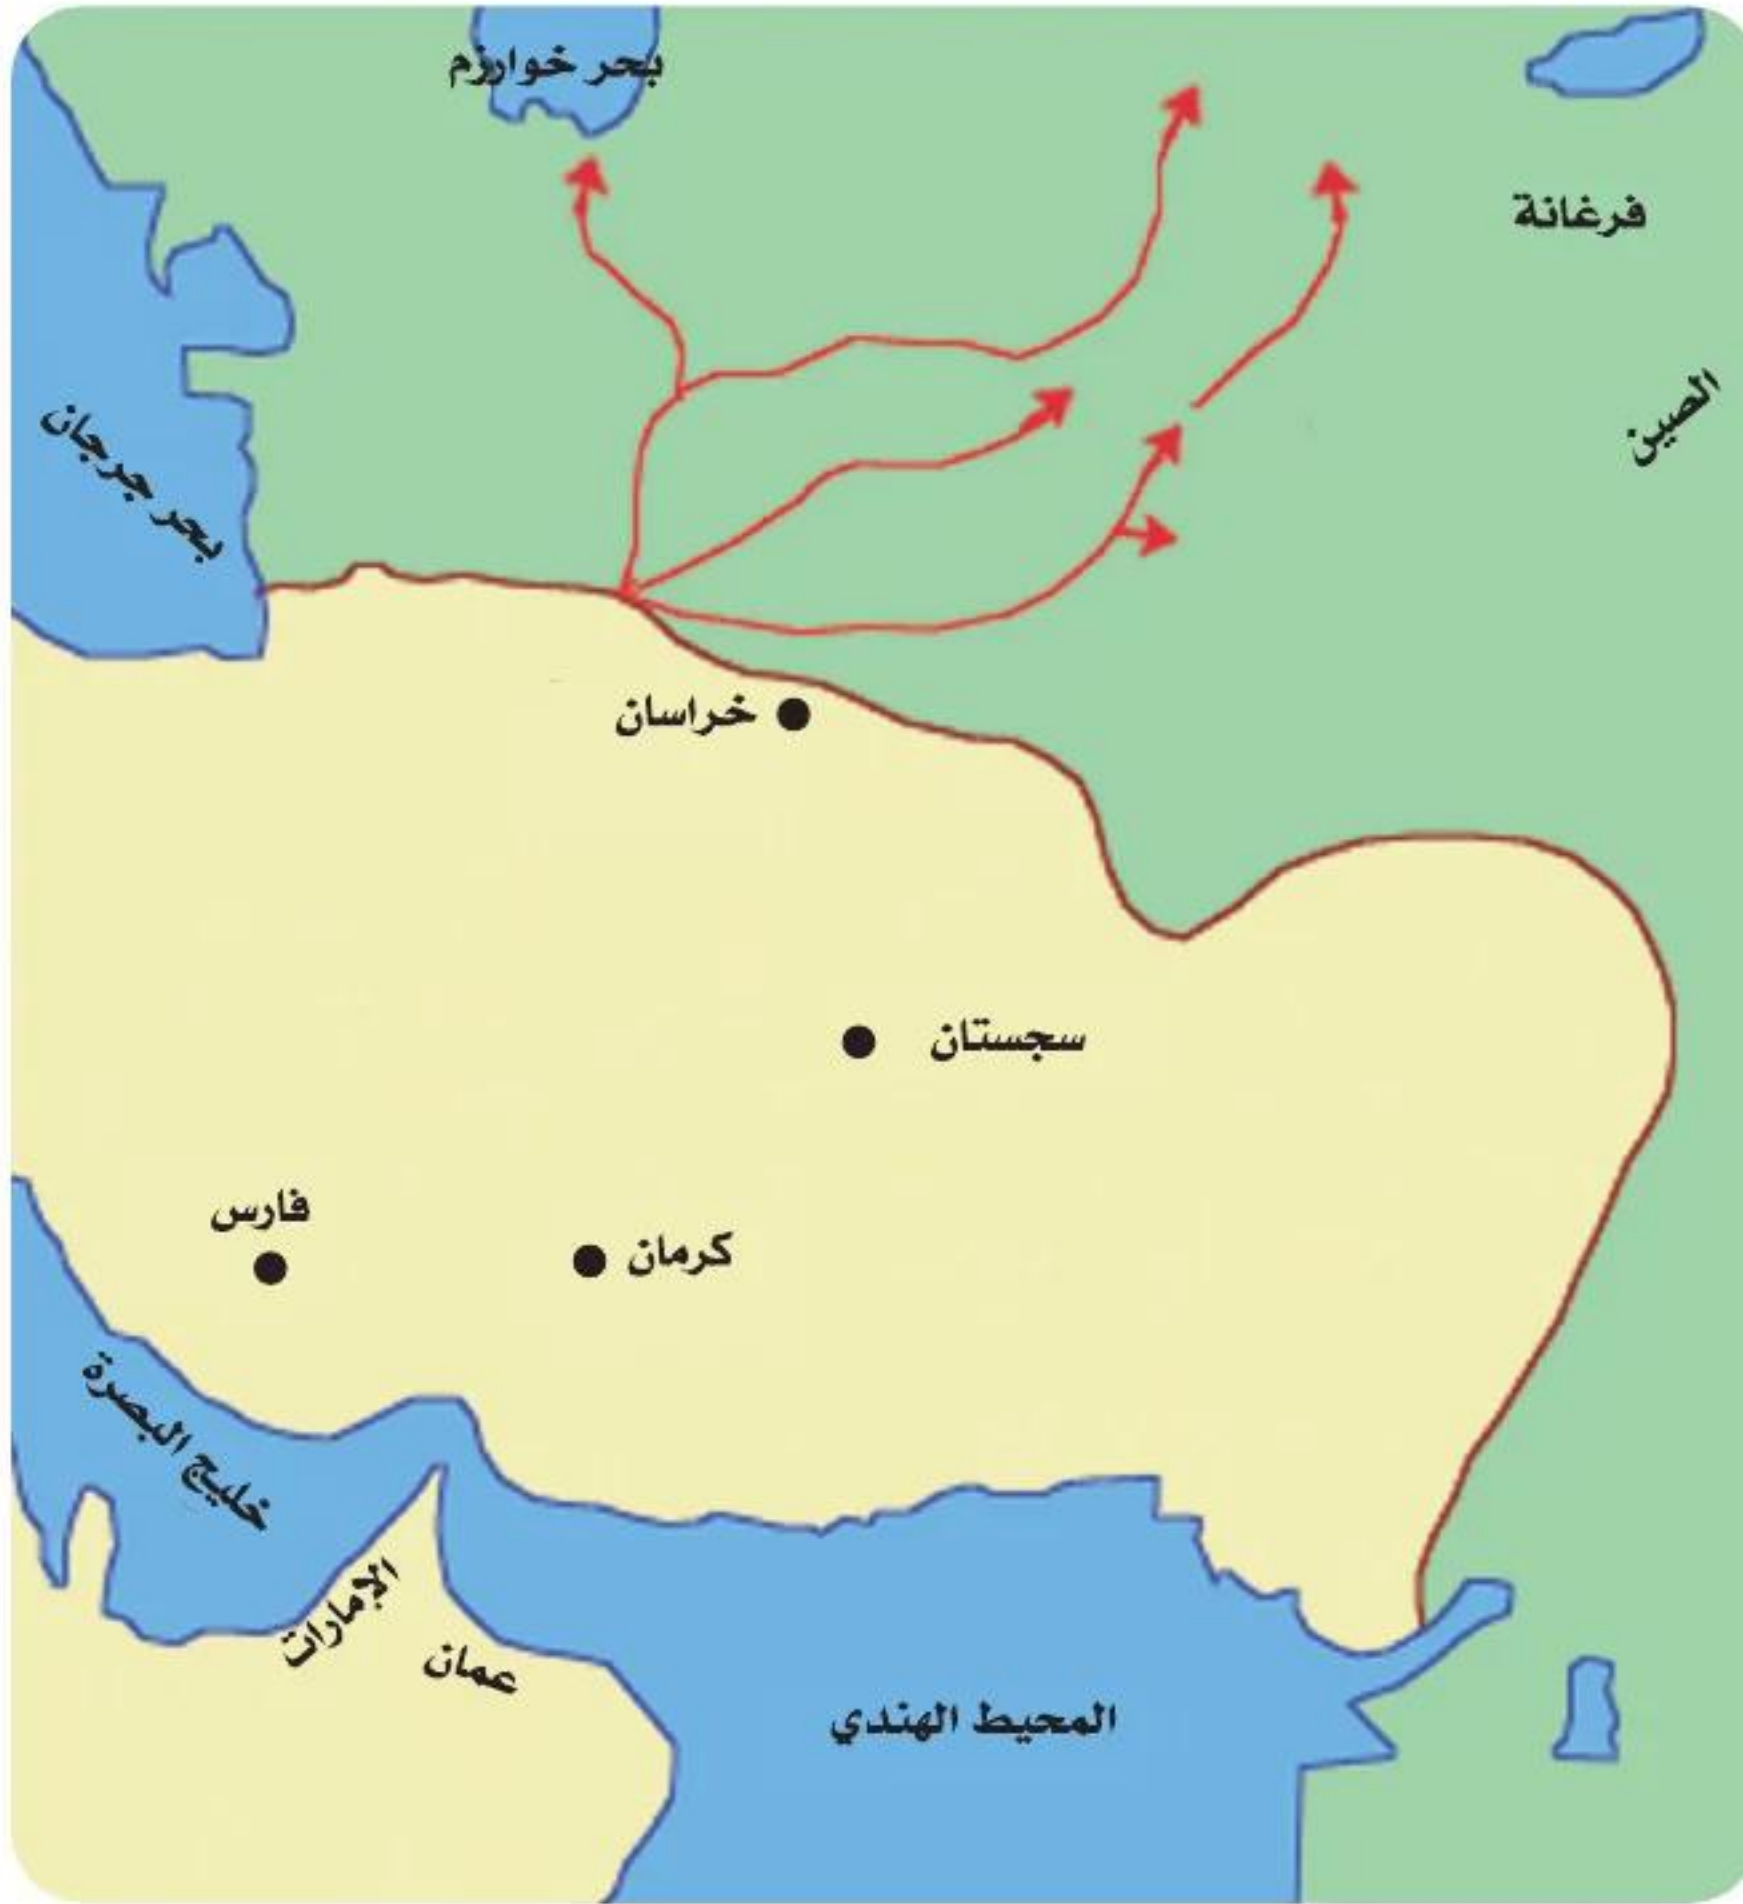 بحر خوارزم
فرغانة
الصين
بحر جرجان
خراسان
سجستان
فارس
كرمان
خليج البصرة
الإمارات
عمان
المحيط الهندي